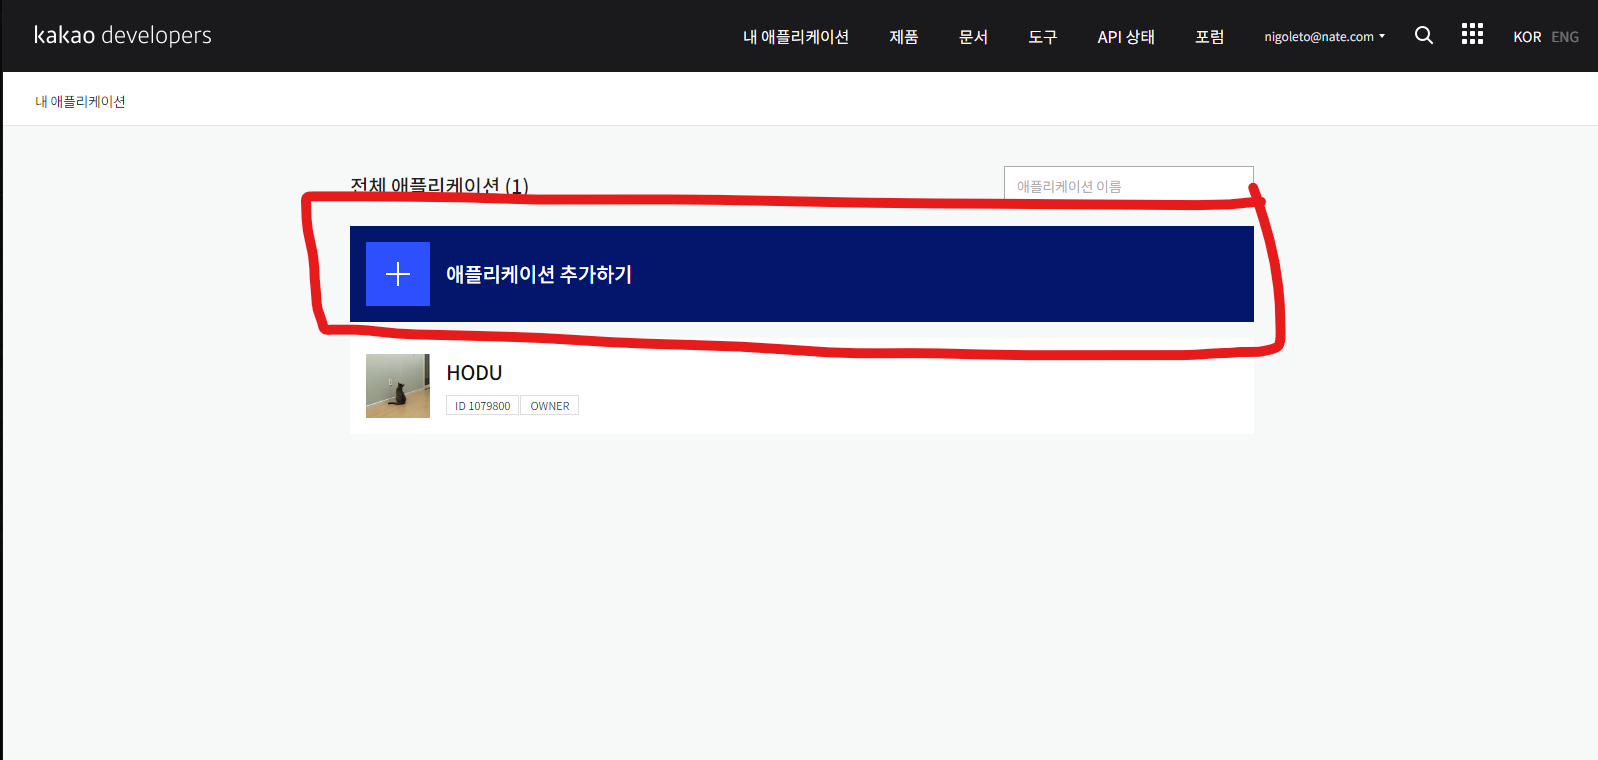 kakao developers
내 애플리케이션 제품 문서 도구 API 상태 포럼 nigoleto@nate.com KOR ENG
내 애플리케이션
전체 애플리케이션 (1)
애플리케이션 이름
애플리케이션 추가하기
HODU
ID 1079800 OWNER